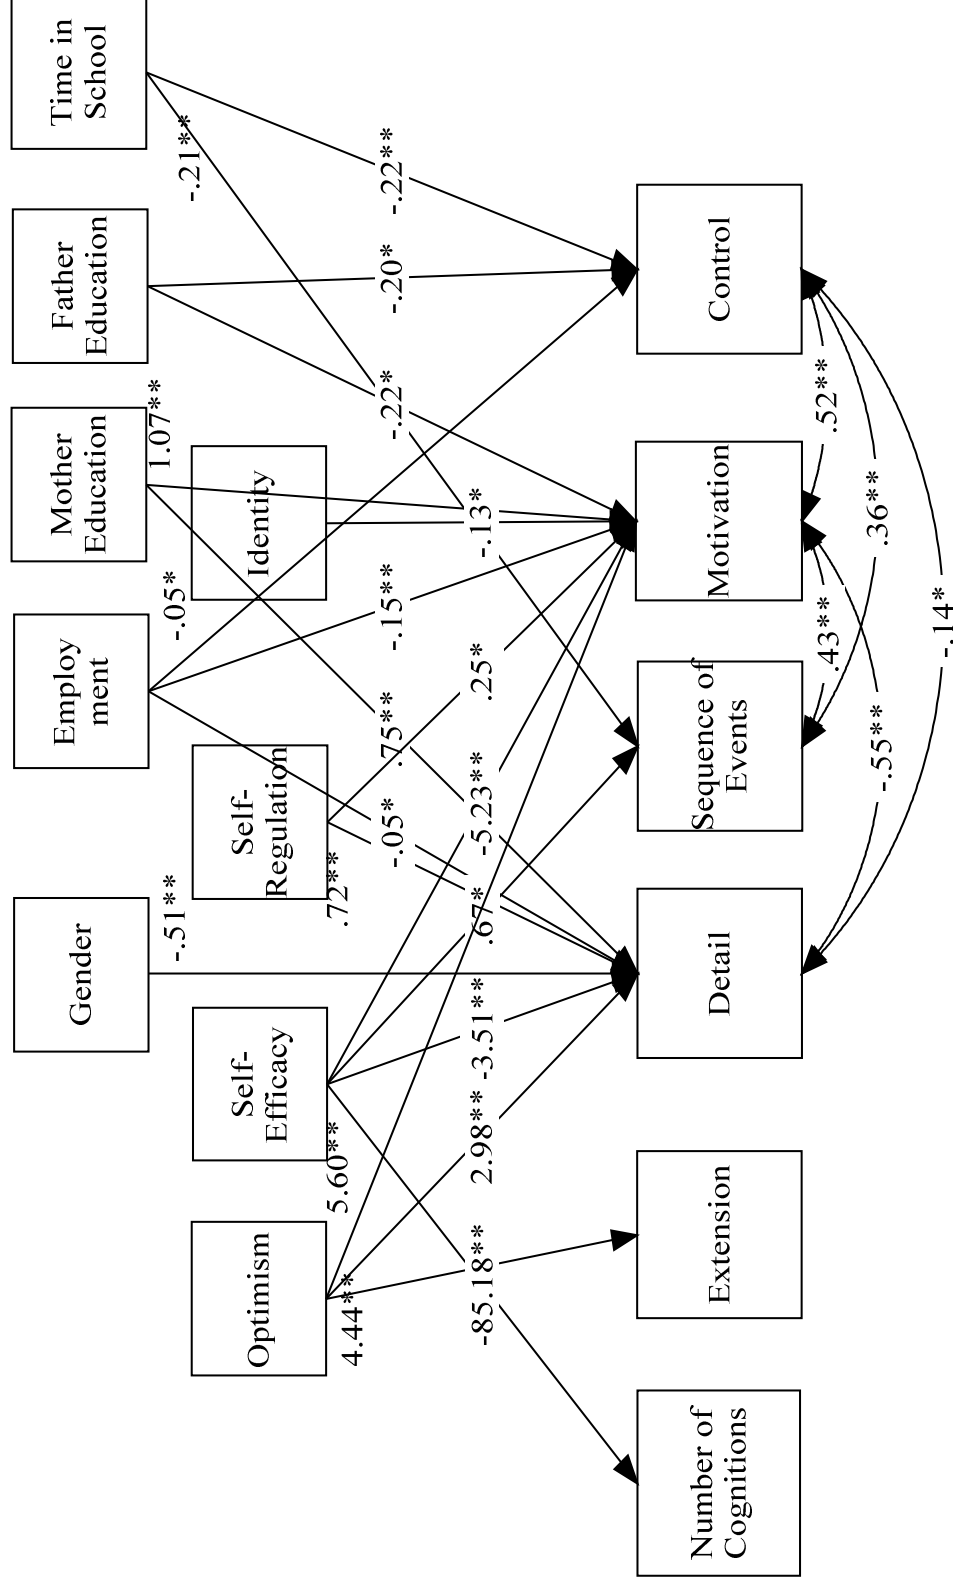 Gender
Employ
ment
Mother
Education
Father
Education
Time in
School
-.51**
-.05*
1.07**
-.21**
Optimism
Self-
Efficacy
Self-
Regulation
Identity
4.44**
5.60**
.72**
-.05*
.75**
-.15**
-.22*
-.20*
-.22**
-85.18**
2.98**
-3.51**
.67*
-5.23**
.25*
-.13*
Number of
Cognitions
Extension
Detail
Sequence of
Events
Motivation
Control
.43**
.52**
-.55**
.36**
-.14*